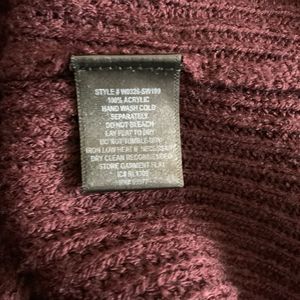 STYLE # W0326-SW199
100% ACRYLIC
HAND WASH COLD
SEPARATELY
DO NOT BLEACH
LAY FLAT TO DRY
DO NOT TUMBLE DRY
IRON LOW HEAT IF NECESSARY
DRY CLEAN RECOMMENDED
STORE GARMENT FLAT